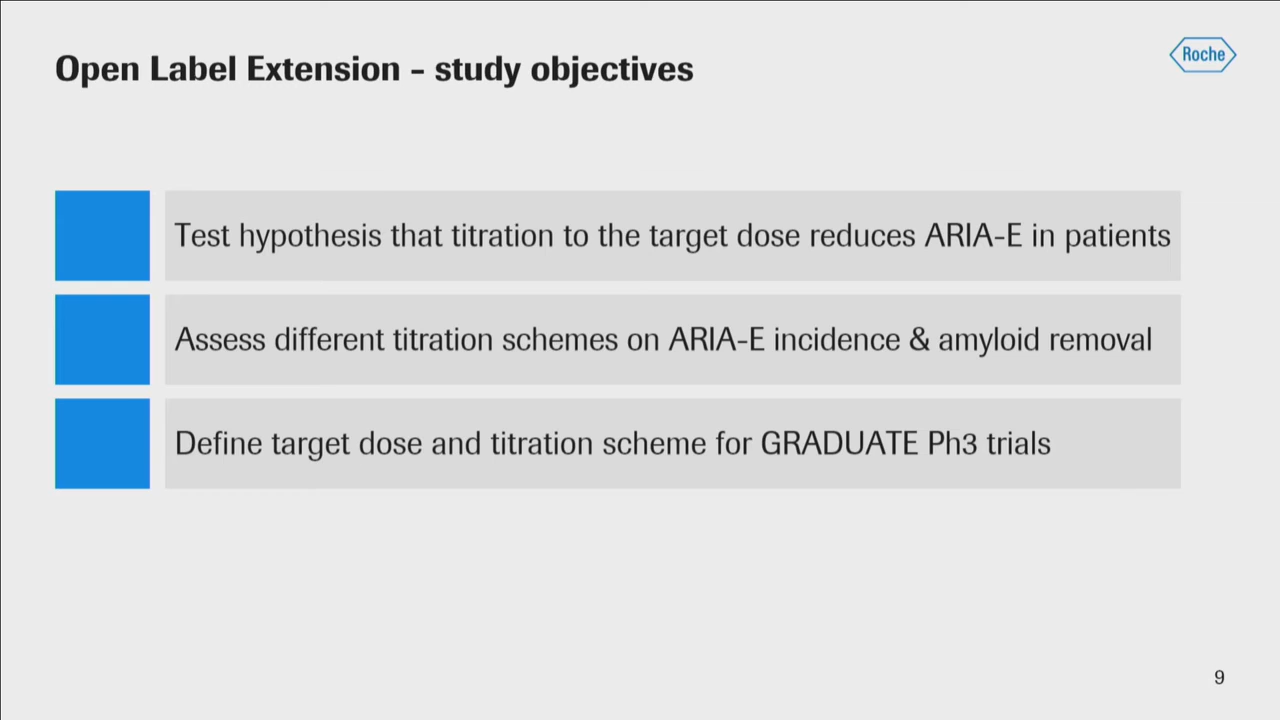 Open Label Extension – study objectives
Roche
Test hypothesis that titration to the target dose reduces ARIA-E in patients
Assess different titration schemes on ARIA-E incidence & amyloid removal
Define target dose and titration scheme for GRADUATE Ph3 trials
9